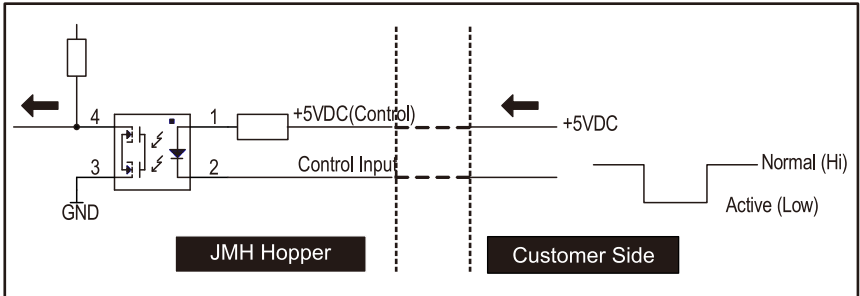 4
1
+5VDC(Control)
+5VDC
3
2
Control Input
Normal (Hi)
GND
Active (Low)
JMH Hopper
Customer Side